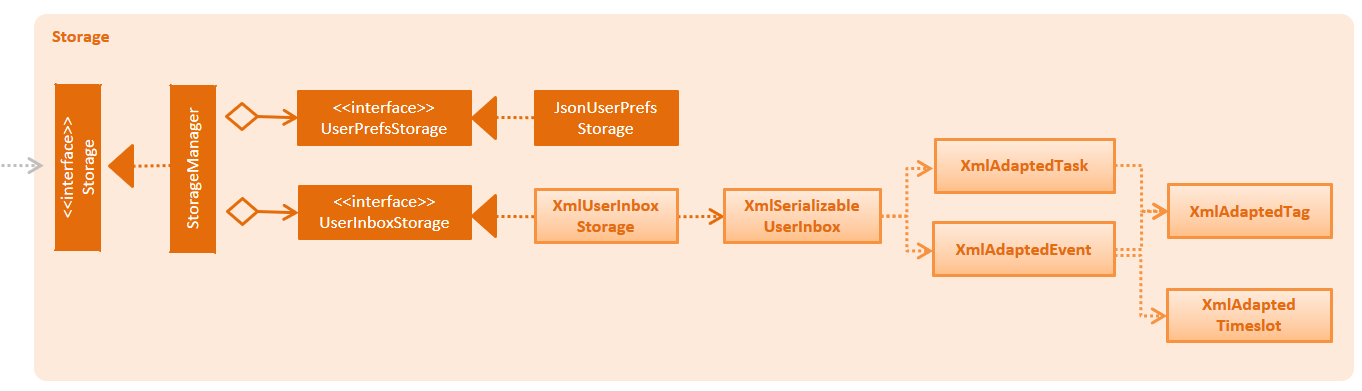 Storage
<<interface>>
Storage
StorageManager
<<interface>>
UserPrefsStorage
JsonUserPrefs
Storage
<<interface>>
UserInboxStorage
XmlUserInbox
Storage
XmlSerializable
UserInbox
XmlAdaptedTask
XmlAdaptedEvent
XmlAdaptedTag
XmlAdapted
Timeslot